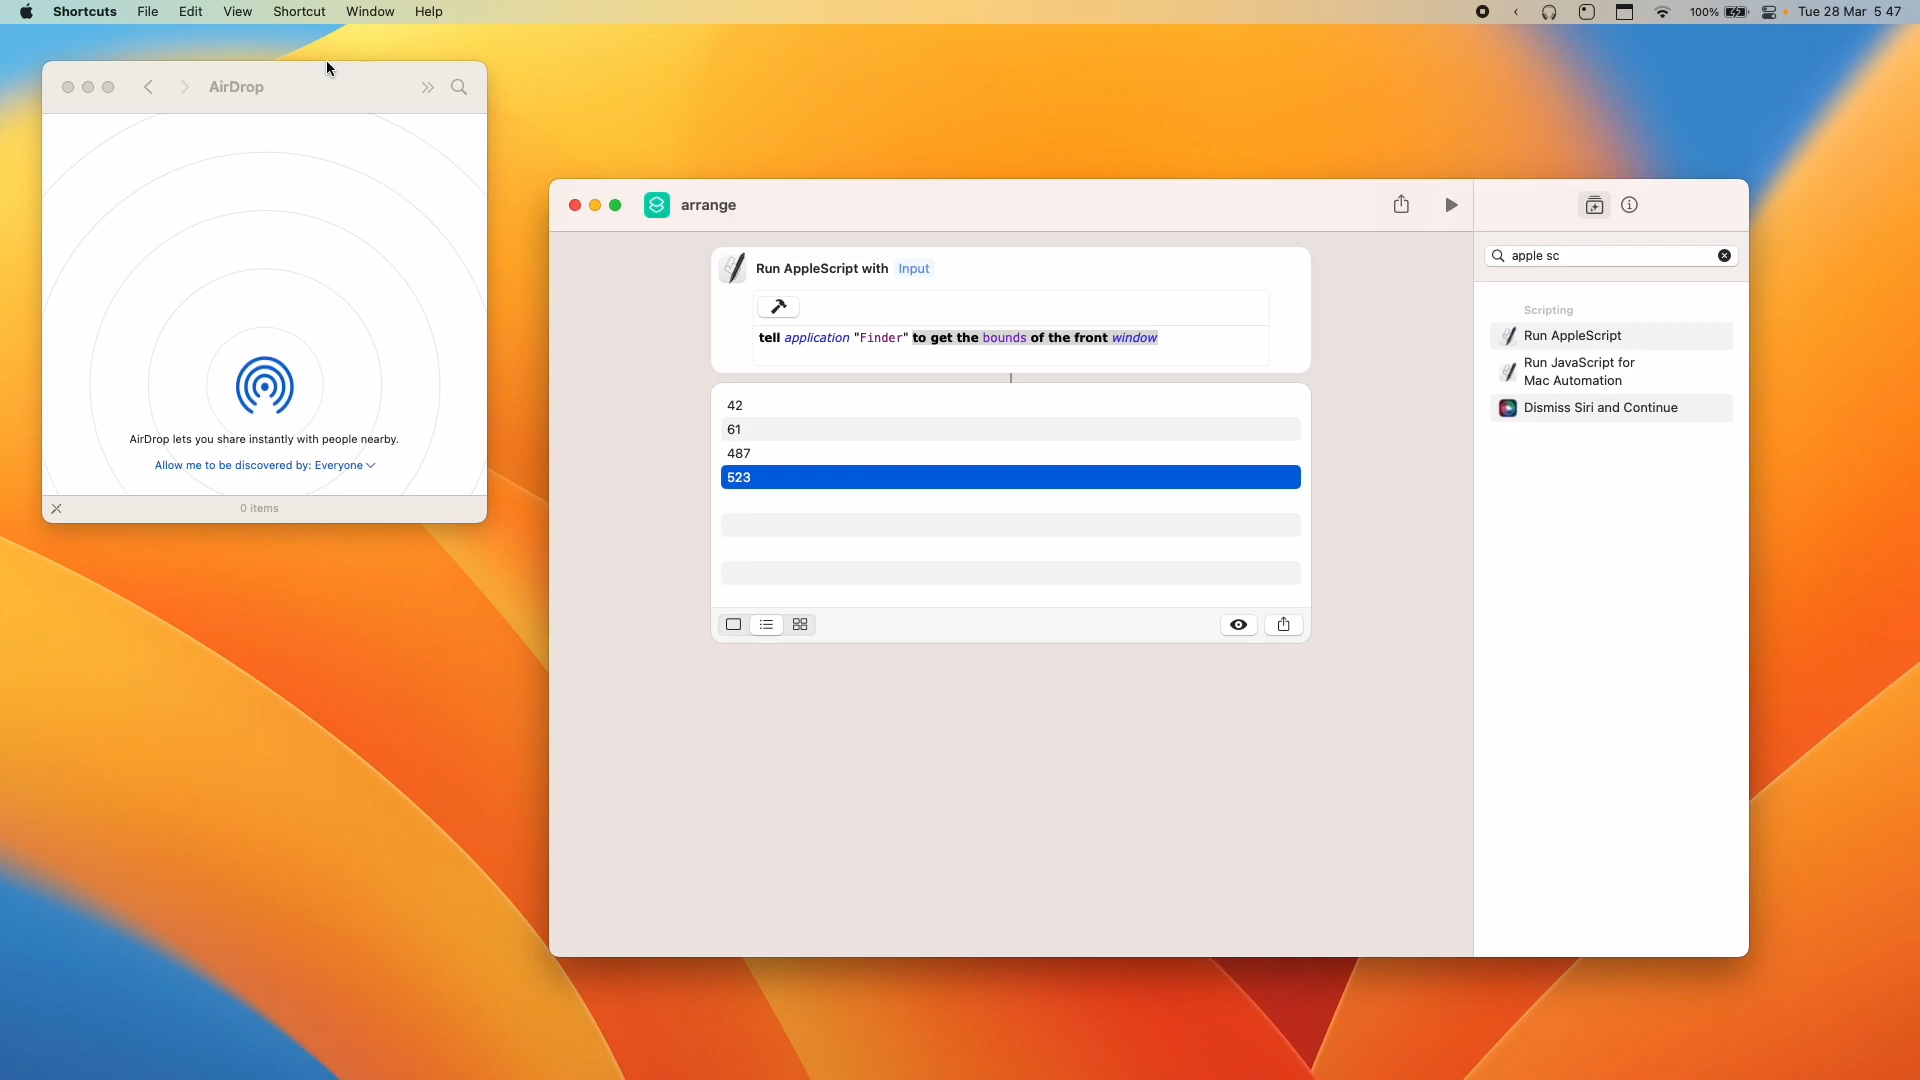 Shortcuts File Edit View Shortcut Window Help 100% Tue 28 Mar 5 47
AirDrop
AirDrop lets you share instantly with people nearby.
Allow me to be discovered by: Everyone
0 items
arrange
Run AppleScript with Input
tell application "Finder" to get the bounds of the front window
42
61
487
523
apple sc
Scripting
Run AppleScript
Run JavaScript for
Mac Automation
Dismiss Siri and Continue